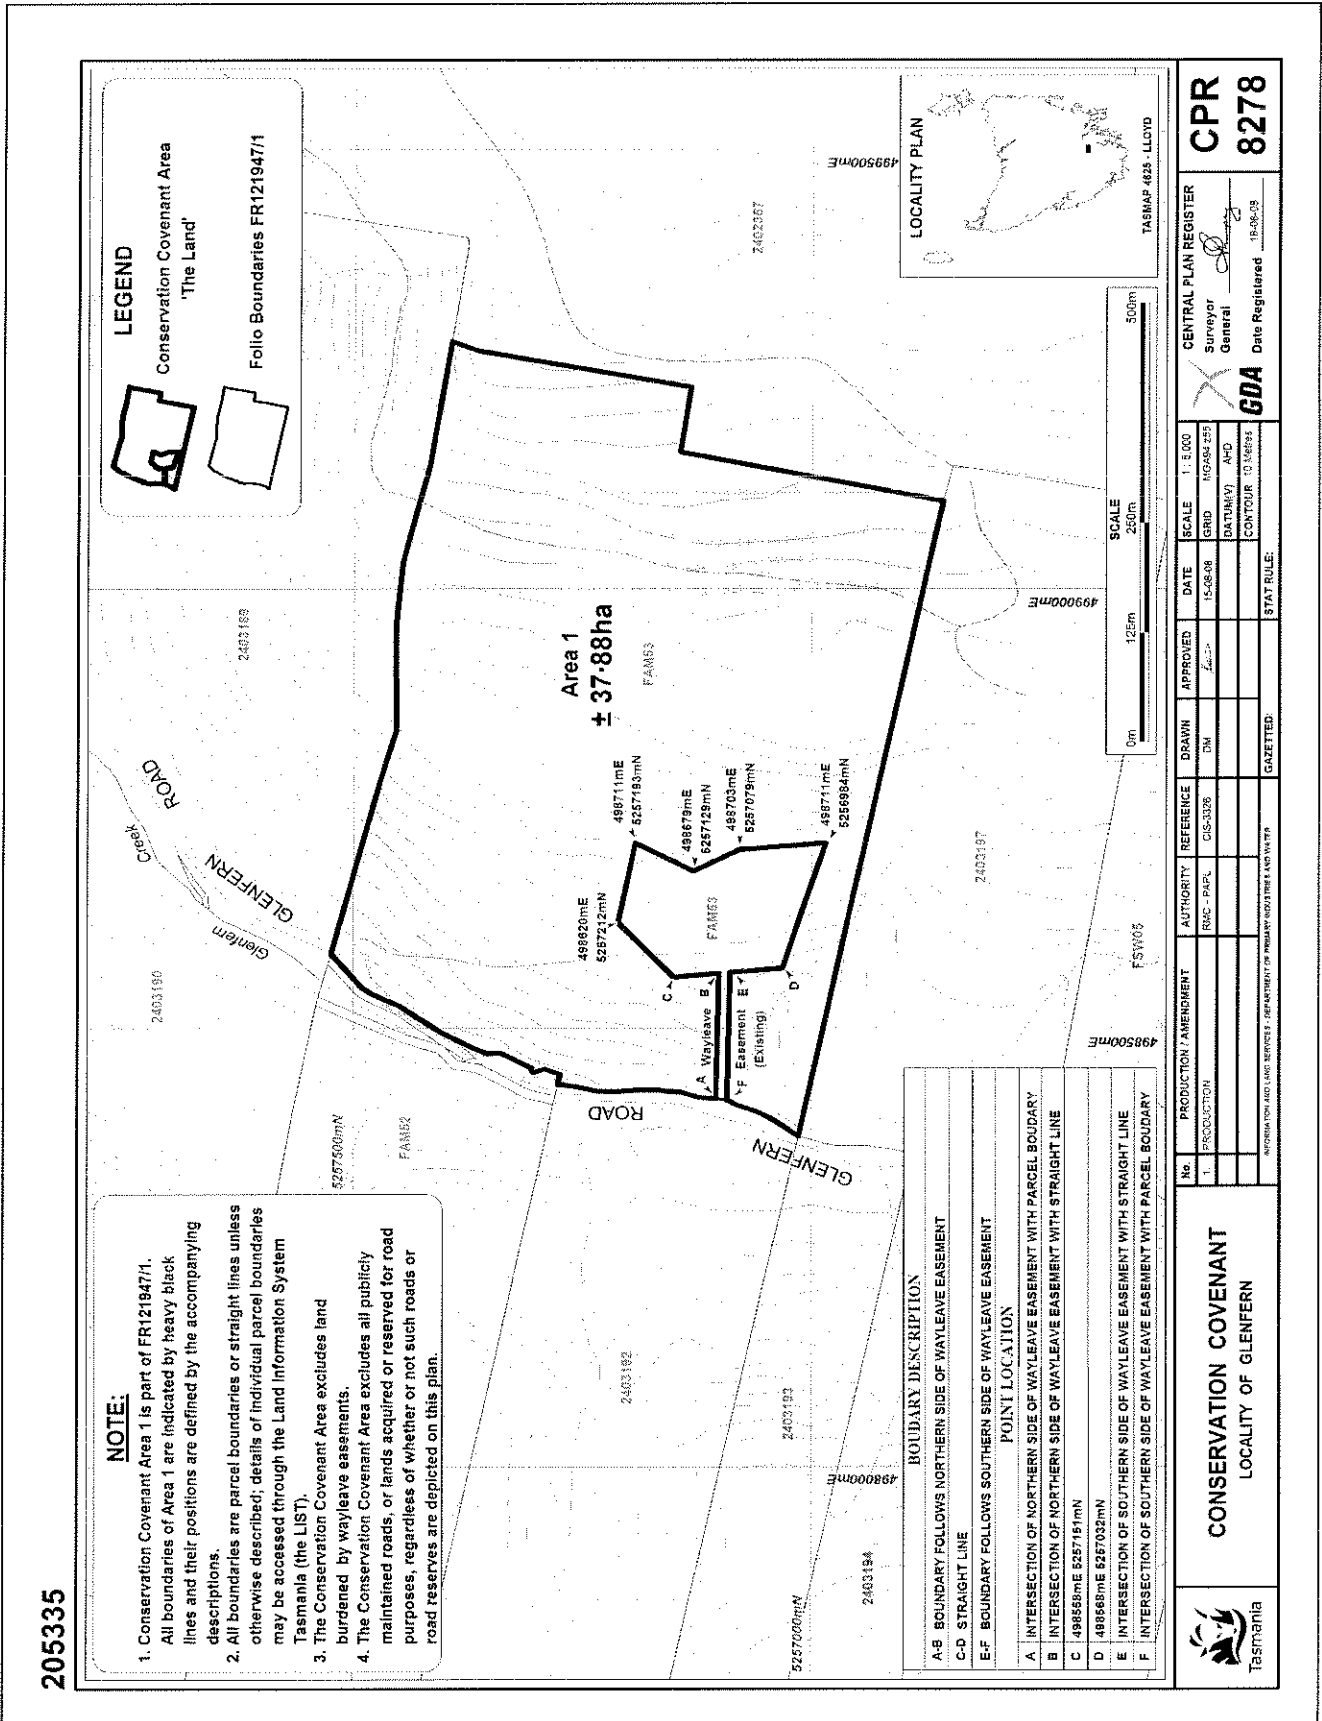 205335
NOTE:
1. Conservation Covenant Area 1 is part of FR121947/1.
All boundaries of Area 1 are indicated by heavy black
lines and their positions are defined by the accompanying
descriptions.
2. All boundaries are parcel boundaries or straight lines unless
otherwise described; details of individual parcel boundaries
may be accessed through the Land Information System
Tasmania (the LIST).
3. The Conservation Covenant Area excludes land
burdened by wayleave easements.
4. The Conservation Covenant Area excludes all publicly
maintained roads, or lands acquired or reserved for road
purposes, regardless of whether or not such roads or
road reserves are depicted on this plan.
LEGEND
Conservation Covenant Area
'The Land'
Folio Boundaries FR121947/1
Creek
ROAD
GLENFERN
Glenfern
2403190
2403189
5257500mN
FAM52
Area 1
± 37·88ha
FAM53
2402367
499500mE
498620mE
5257212mN
498711mE
5257193mN
498679mE
5257129mN
498703mE
5257079mN
498711mE
5256984mN
FAM53
C
B
A
Wayleave
F
Easement
E
(Existing)
D
ROAD
GLENFERN
2403192
2403193
2403194
2403197
FSW05
498000mE
498500mE
499000mE
5257000mN
LOCALITY PLAN
TASMAP 4625 - LLOYD
SCALE
0m 125m 250m 500m
BOUDARY DESCRIPTION
A-B BOUNDARY FOLLOWS NORTHERN SIDE OF WAYLEAVE EASEMENT
C-D STRAIGHT LINE
E-F BOUNDARY FOLLOWS SOUTHERN SIDE OF WAYLEAVE EASEMENT
POINT LOCATION
A INTERSECTION OF NORTHERN SIDE OF WAYLEAVE EASEMENT WITH PARCEL BOUDARY
B INTERSECTION OF NORTHERN SIDE OF WAYLEAVE EASEMENT WITH STRAIGHT LINE
C 498558mE 5257151mN
D 498568mE 5257032mN
E INTERSECTION OF SOUTHERN SIDE OF WAYLEAVE EASEMENT WITH STRAIGHT LINE
F INTERSECTION OF SOUTHERN SIDE OF WAYLEAVE EASEMENT WITH PARCEL BOUDARY
Tasmania
CONSERVATION COVENANT
LOCALITY OF GLENFERN
No. PRODUCTION / AMENDMENT AUTHORITY REFERENCE DRAWN APPROVED DATE
1. PRODUCTION RMC - PAPL CIS-3326 DM 15-08-08
SCALE 1 : 5,000
GRID MGA94 z55
DATUM(V) AHD
CONTOUR 10 Metres
INFORMATION AND LAND SERVICES - DEPARTMENT OF PRIMARY INDUSTRIES AND WATER
GAZETTED:
STAT RULE:
GDA
CENTRAL PLAN REGISTER
Surveyor
General
Date Registered 18-08-08
CPR
8278